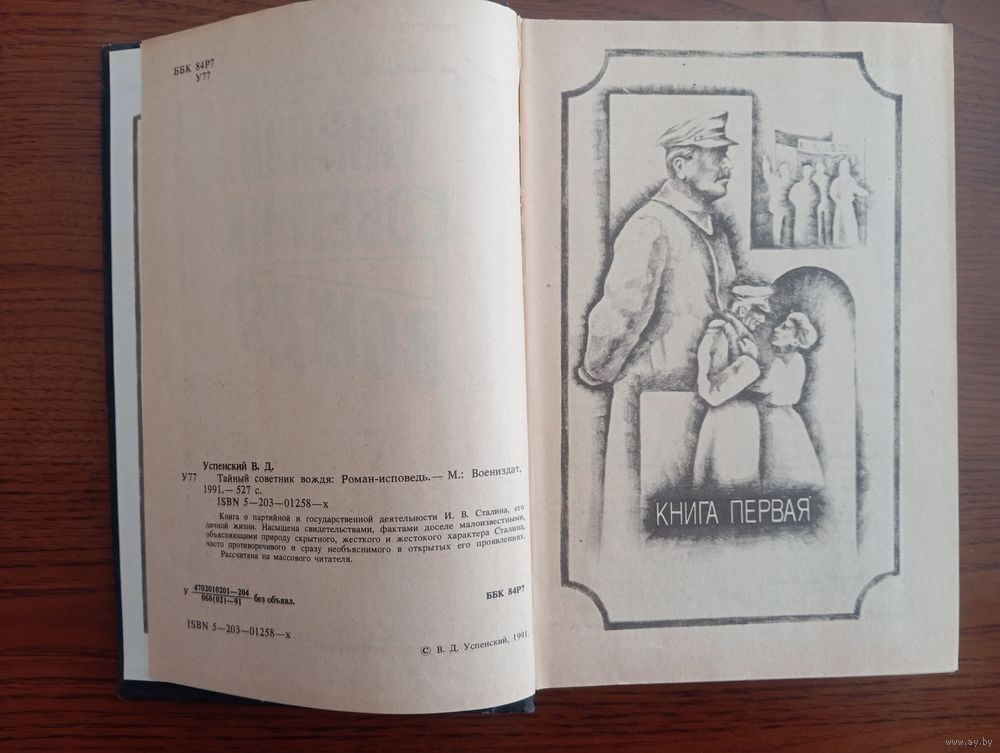 ББК 84Р7
У77
Успенский В. Д.
У77 Тайный советник вождя: Роман-исповедь.— М.: Воениздат,
1991.— 527 с.
ISBN 5—203—01258—х
Книга о партийной и государственной деятельности И. В. Сталина, его
личной жизни. Насыщена свидетельствами, фактами доселе малоизвестными,
объясняющими природу скрытного, жесткого и жестокого характера Сталина,
часто противоречивого и сразу необъяснимого в открытых его проявлениях.
Рассчитана на массового читателя.
У 4702010201—204
068(02)—91 без объявл.
ББК 84Р7
ISBN 5—203—01258—х
© В. Д. Успенский, 1991.
КНИГА ПЕРВАЯ
www.ay.by